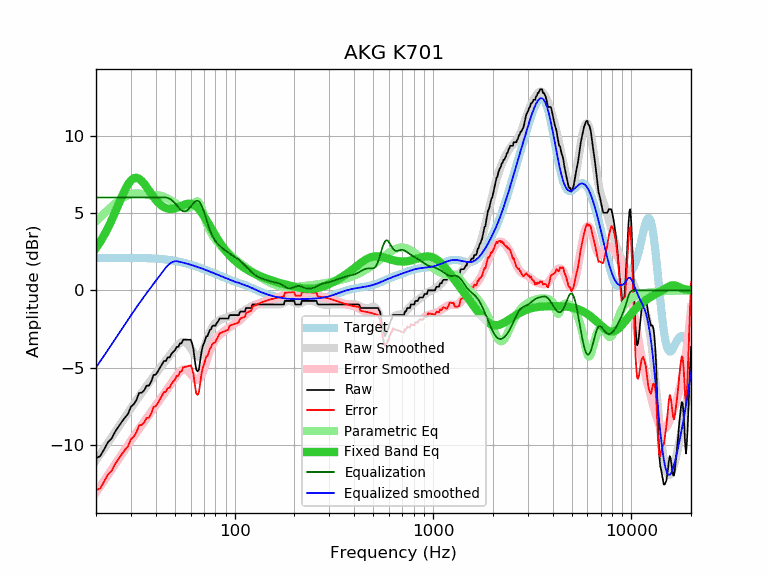 AKG K701
Amplitude (dBr)
10
5
0
−5
−10
Target
Raw Smoothed
Error Smoothed
Raw
Error
Parametric Eq
Fixed Band Eq
Equalization
Equalized smoothed
100
1000
10000
Frequency (Hz)